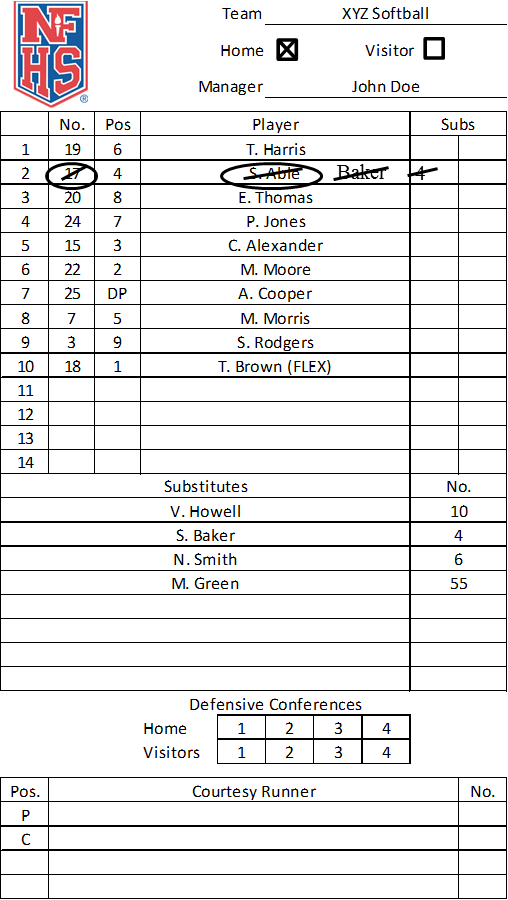 NF
HS
®
Team XYZ Softball
Home Visitor
Manager John Doe
No. Pos Player Subs
1 19 6 T. Harris
2 17 4 S. Able Baker 4
3 20 8 E. Thomas
4 24 7 P. Jones
5 15 3 C. Alexander
6 22 2 M. Moore
7 25 DP A. Cooper
8 7 5 M. Morris
9 3 9 S. Rodgers
10 18 1 T. Brown (FLEX)
11
12
13
14
Substitutes No.
V. Howell 10
S. Baker 4
N. Smith 6
M. Green 55
Defensive Conferences
Home 1 2 3 4
Visitors 1 2 3 4
Pos. Courtesy Runner No.
P
C